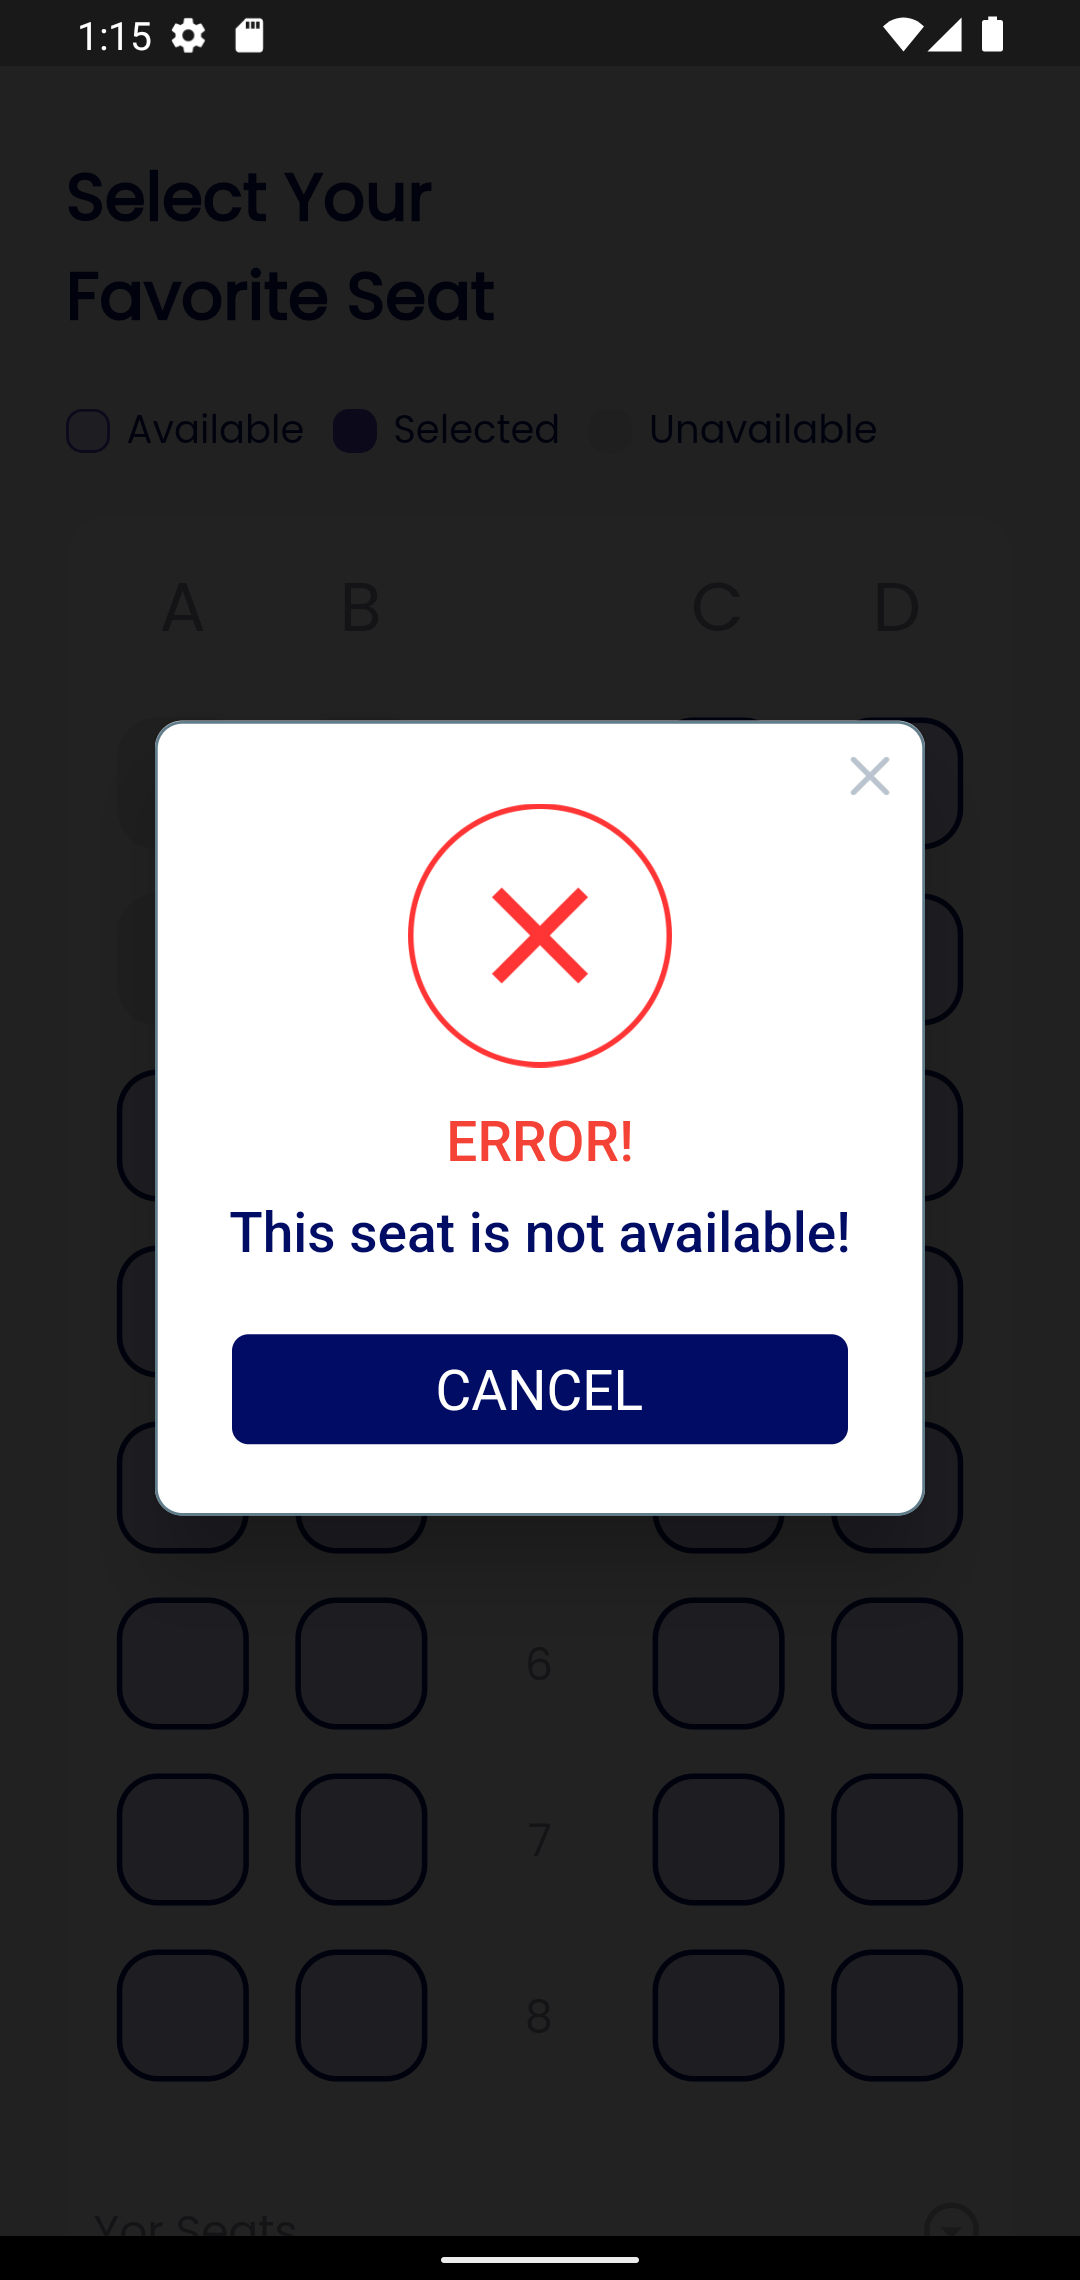 1:15
Select Your
Favorite Seat
Available Selected Unavailable
A B C D
ERROR!
This seat is not available!
CANCEL
6
7
8
Yor Seats